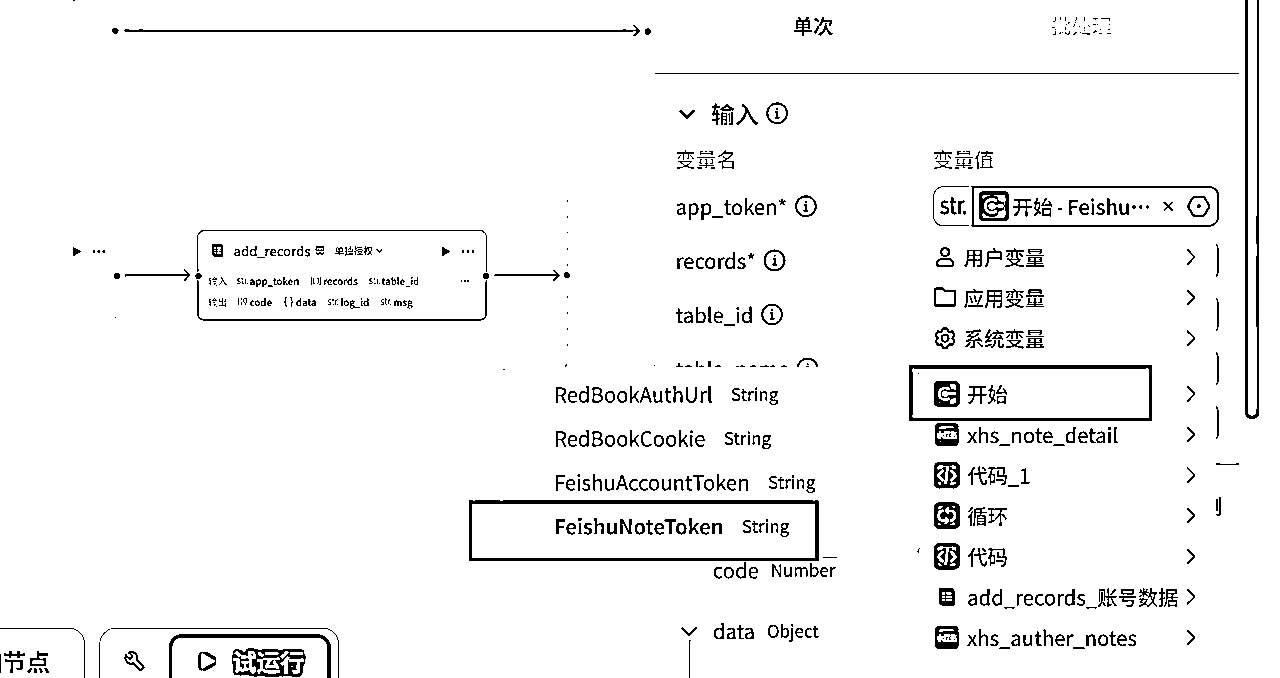 单次 批处理
输入
变量名 变量值
app_token* str. 开始 - Feishu··· ×
records*
table_id
用户变量
应用变量
系统变量
开始
xhs_note_detail
代码_1
循环
代码
add_records_账号数据
xhs_auther_notes
RedBookAuthUrl String
RedBookCookie String
FeishuAccountToken String
FeishuNoteToken String
code Number
data Object
add_records 单独授权
输入 str.app_token [0]records str.table_id ···
输出 code {}data str.log_id str.msg
节点
试运行